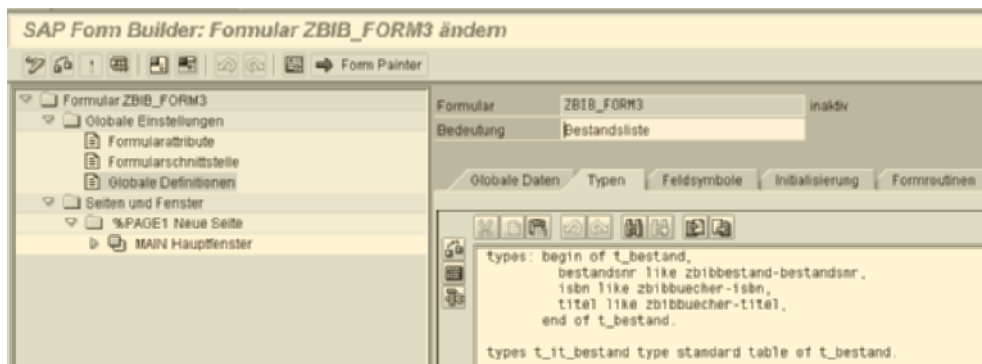 SAP Form Builder: Formular ZBIB_FORM3 ändern
Form Painter
Formular ZBIB_FORM3
Globale Einstellungen
Formularattribute
Formularschnittstelle
Globale Definitionen
Seiten und Fenster
%PAGE1 Neue Seite
MAIN Hauptfenster
Formular ZBIB_FORM3 inaktiv
Bedeutung Bestandsliste
Globale Daten Typen Feldsymbole Initialisierung Formroutinen
types: begin of t_bestand,
bestandsnr like zbibbestand-bestandsnr,
isbn like zbibbuecher-isbn,
titel like zbibbuecher-titel,
end of t_bestand.
types t_it_bestand type standard table of t_bestand.